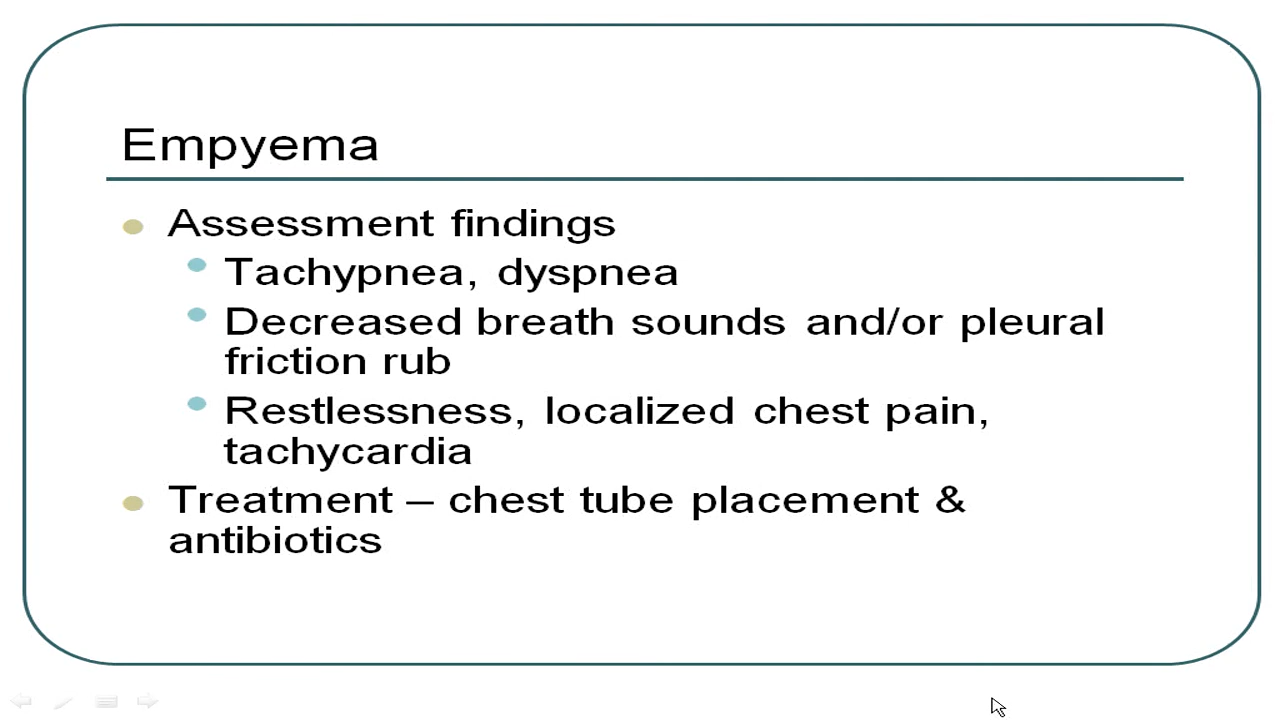 Empyema
Assessment findings
Tachypnea, dyspnea
Decreased breath sounds and/or pleural
friction rub
Restlessness, localized chest pain,
tachycardia
Treatment – chest tube placement &
antibiotics